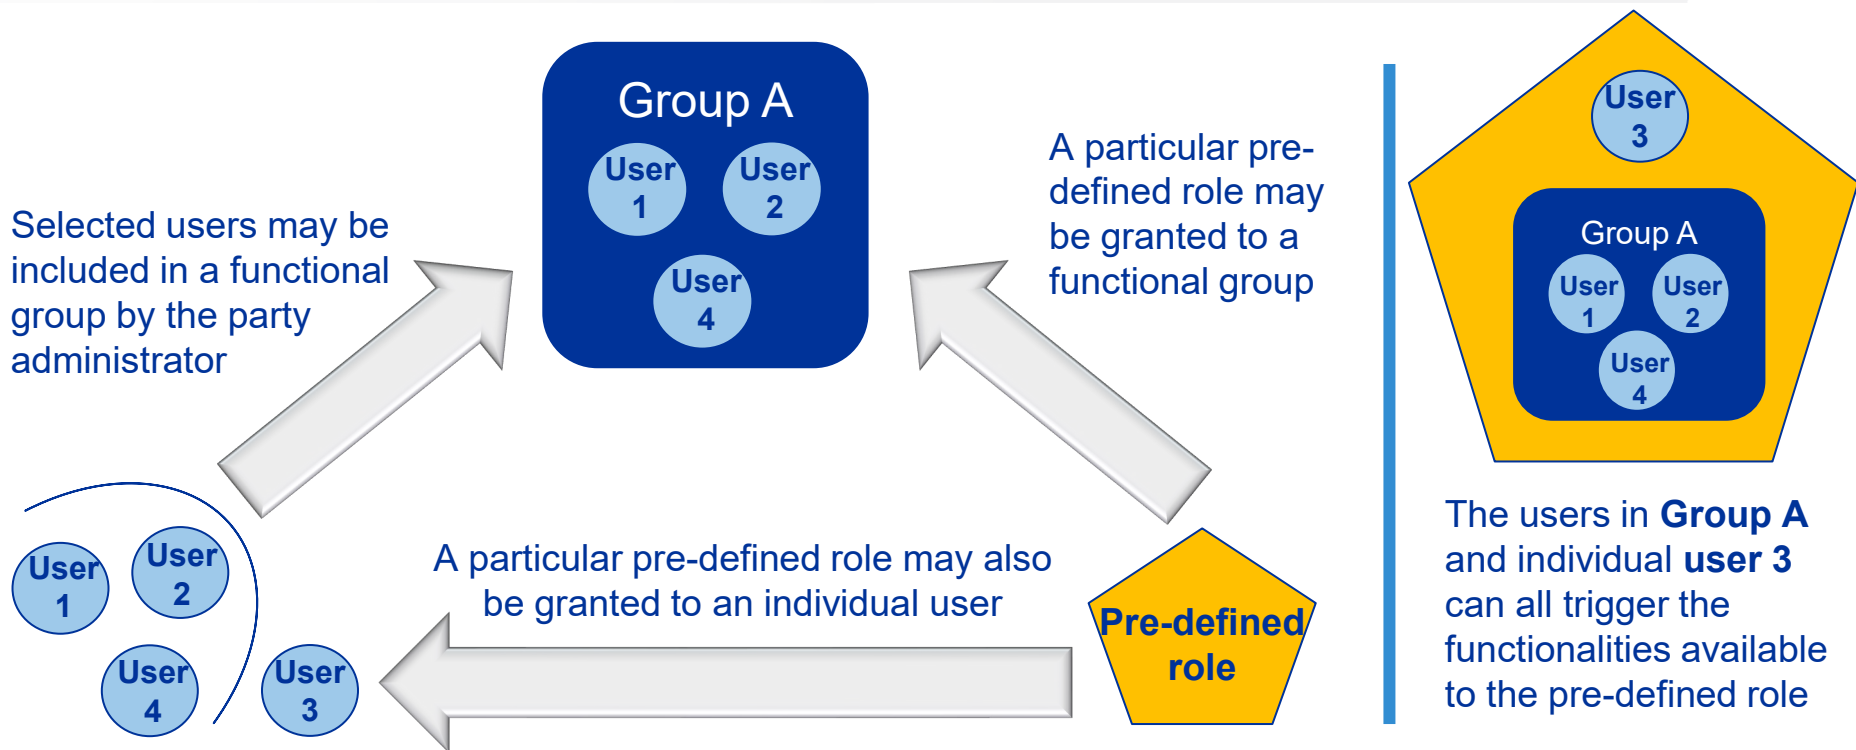 Group A
User
1
User
2
User
4
Selected users may be
included in a functional
group by the party
administrator
A particular pre-
defined role may
be granted to a
functional group
User
1
User
2
User
4
User
3
A particular pre-defined role may also
be granted to an individual user
Pre-defined
role
User
3
Group A
User
1
User
2
User
4
The users in Group A
and individual user 3
can all trigger the
functionalities available
to the pre-defined role